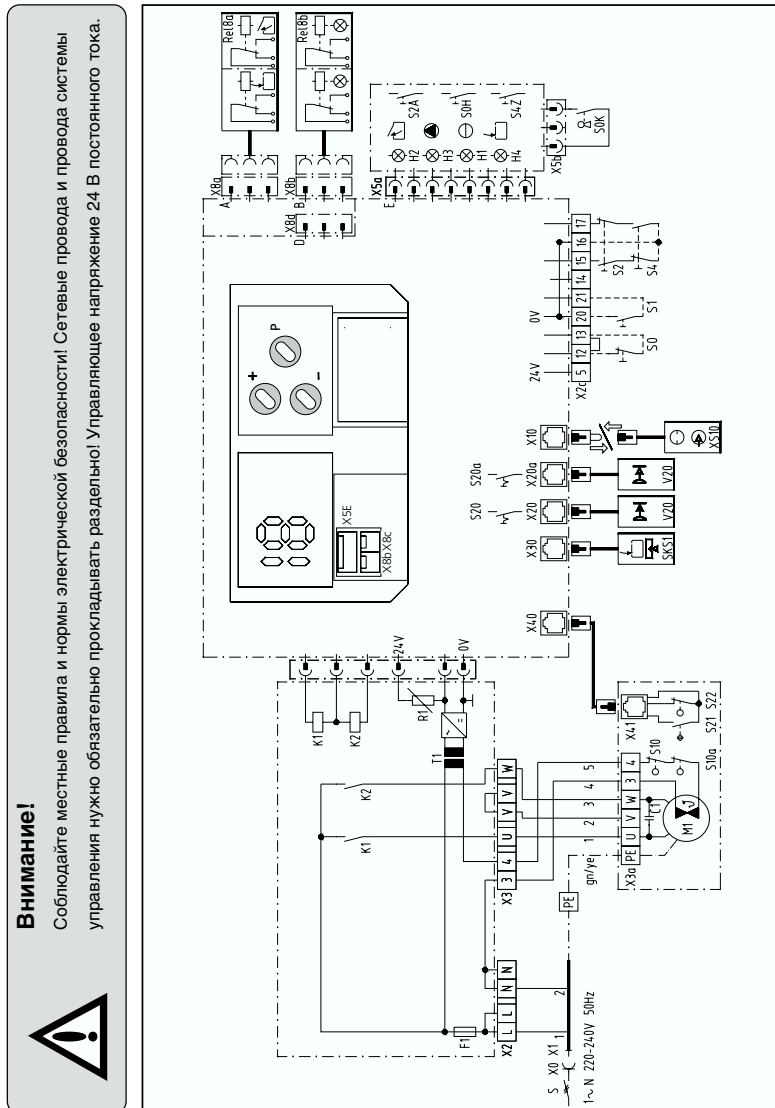 Внимание!
Соблюдайте местные правила и нормы электрической безопасности! Сетевые провода и провода системы
управления нужно обязательно прокладывать раздельно! Управляющее напряжение 24 В постоянного тока.
Rel8a
Rel8b
X8a
A
X8b
B
X8d
D
X5a
E
H2
H3
H1
H4
S2A
S0H
S4Z
X5b
S0K
+
−
P
X5E
X8b X8c
24V
0V
X2c
5 12 13 20 21 14 15 16 17
S0
S1
S2
S4
S20
S20a
X40
X30
X20
X20a
X10
SKS1
V20
V20
XS10
K1
K2
R1
24V
0V
T1
K1
K2
F1
X2
L L N N
X3
3 4 U V V W
S X0 X1
1 2
1~ N 220-240V 50Hz
PE
gn/ye
1 2 3 4 5
X3a
PE U V W 3 4
C1
M1
S10
S10a
X41
S21
S22